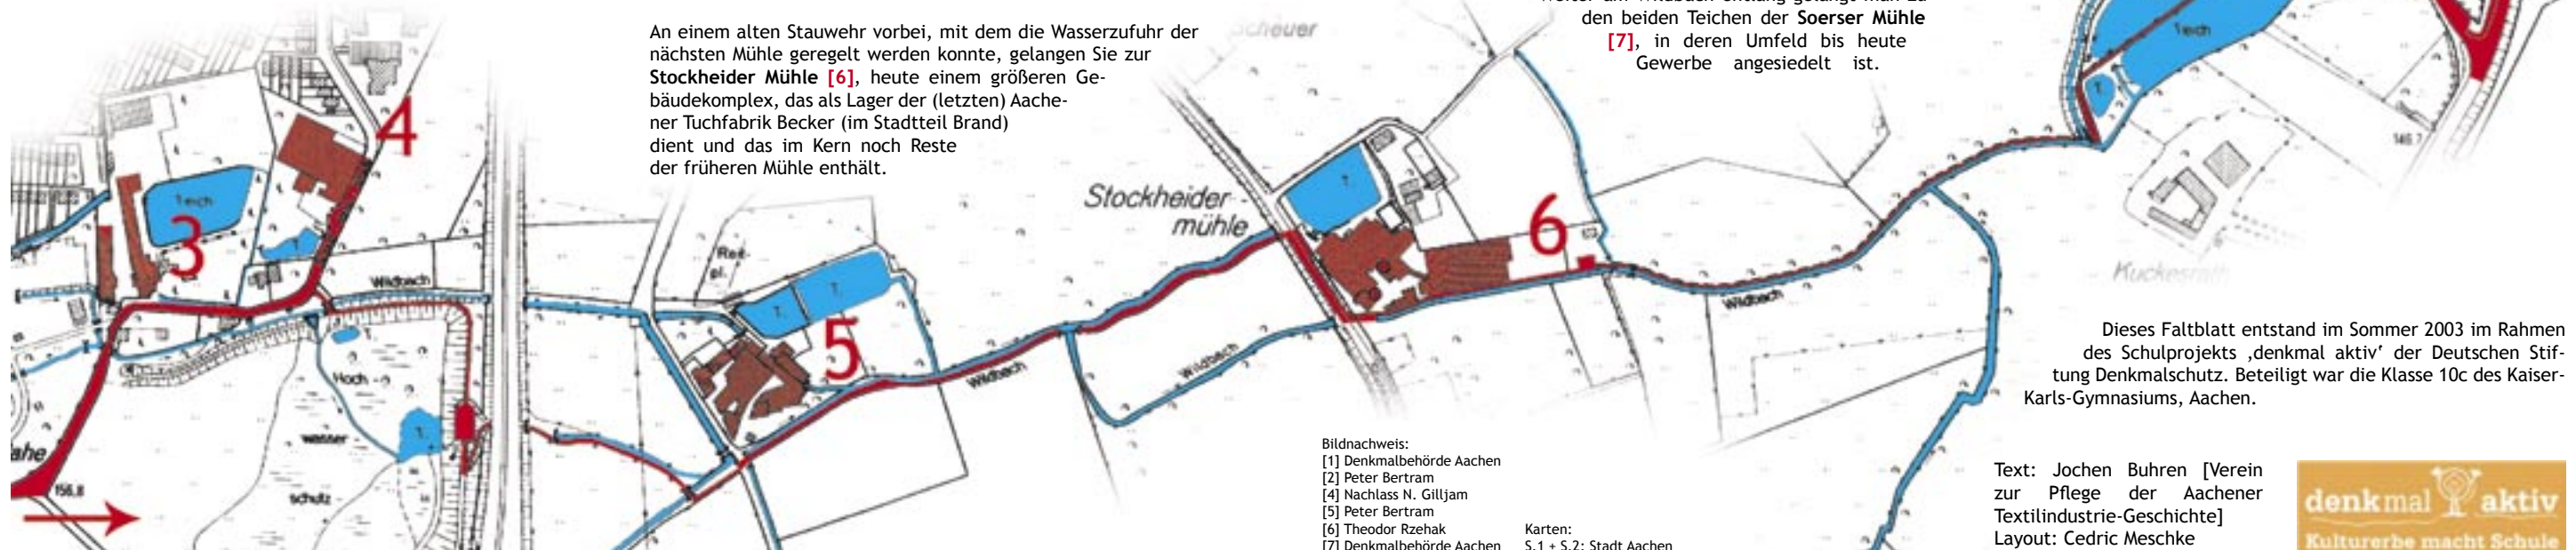 An einem alten Stauwehr vorbei, mit dem die Wasserzufuhr der
nächsten Mühle geregelt werden konnte, gelangen Sie zur
Stockheider Mühle [6], heute einem größeren Ge-
bäudekomplex, das als Lager der (letzten) Aache-
ner Tuchfabrik Becker (im Stadtteil Brand)
dient und das im Kern noch Reste
der früheren Mühle enthält.
den beiden Teichen der Soerser Mühle
[7], in deren Umfeld bis heute
Gewerbe angesiedelt ist.
Scheuer
4
Teich
3
Wildbach
Hoch-
wasser
schutz
T.
ahe
156,8
Reit-
pl.
T.
T.
5
Wildbach
Stockheider-
mühle
T.
6
Wildbach
Wildbach
Teich
T.
Kuckesrath
Dieses Faltblatt entstand im Sommer 2003 im Rahmen
des Schulprojekts ‚denkmal aktiv‘ der Deutschen Stif-
tung Denkmalschutz. Beteiligt war die Klasse 10c des Kaiser-
Karls-Gymnasiums, Aachen.
Bildnachweis:
[1] Denkmalbehörde Aachen
[2] Peter Bertram
[4] Nachlass N. Gilljam
[5] Peter Bertram
[6] Theodor Rzehak
[7] Denkmalbehörde Aachen
Karten:
S.1 + S.2: Stadt Aachen
Text: Jochen Buhren [Verein
zur Pflege der Aachener
Textilindustrie-Geschichte]
Layout: Cedric Meschke
denkmal aktiv
Kulturerbe macht Schule